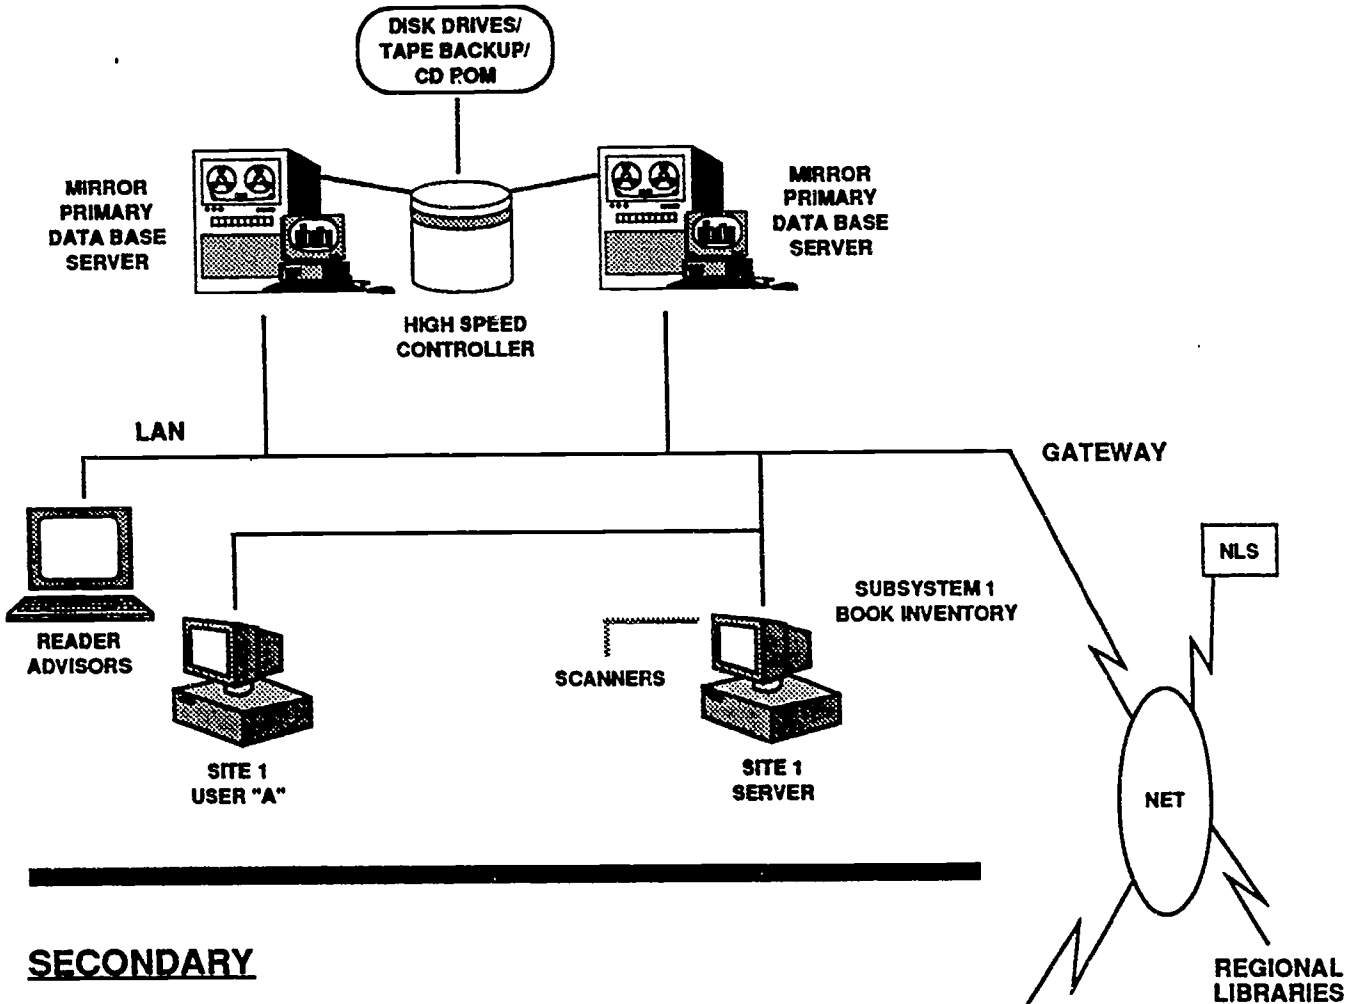 DISK DRIVES/
TAPE BACKUP/
CD ROM
MIRROR
PRIMARY
DATA BASE
SERVER
MIRROR
PRIMARY
DATA BASE
SERVER
HIGH SPEED
CONTROLLER
LAN
GATEWAY
NLS
SUBSYSTEM 1
BOOK INVENTORY
READER
ADVISORS
SCANNERS
SITE 1
USER "A"
SITE 1
SERVER
NET
SECONDARY
REGIONAL
LIBRARIES